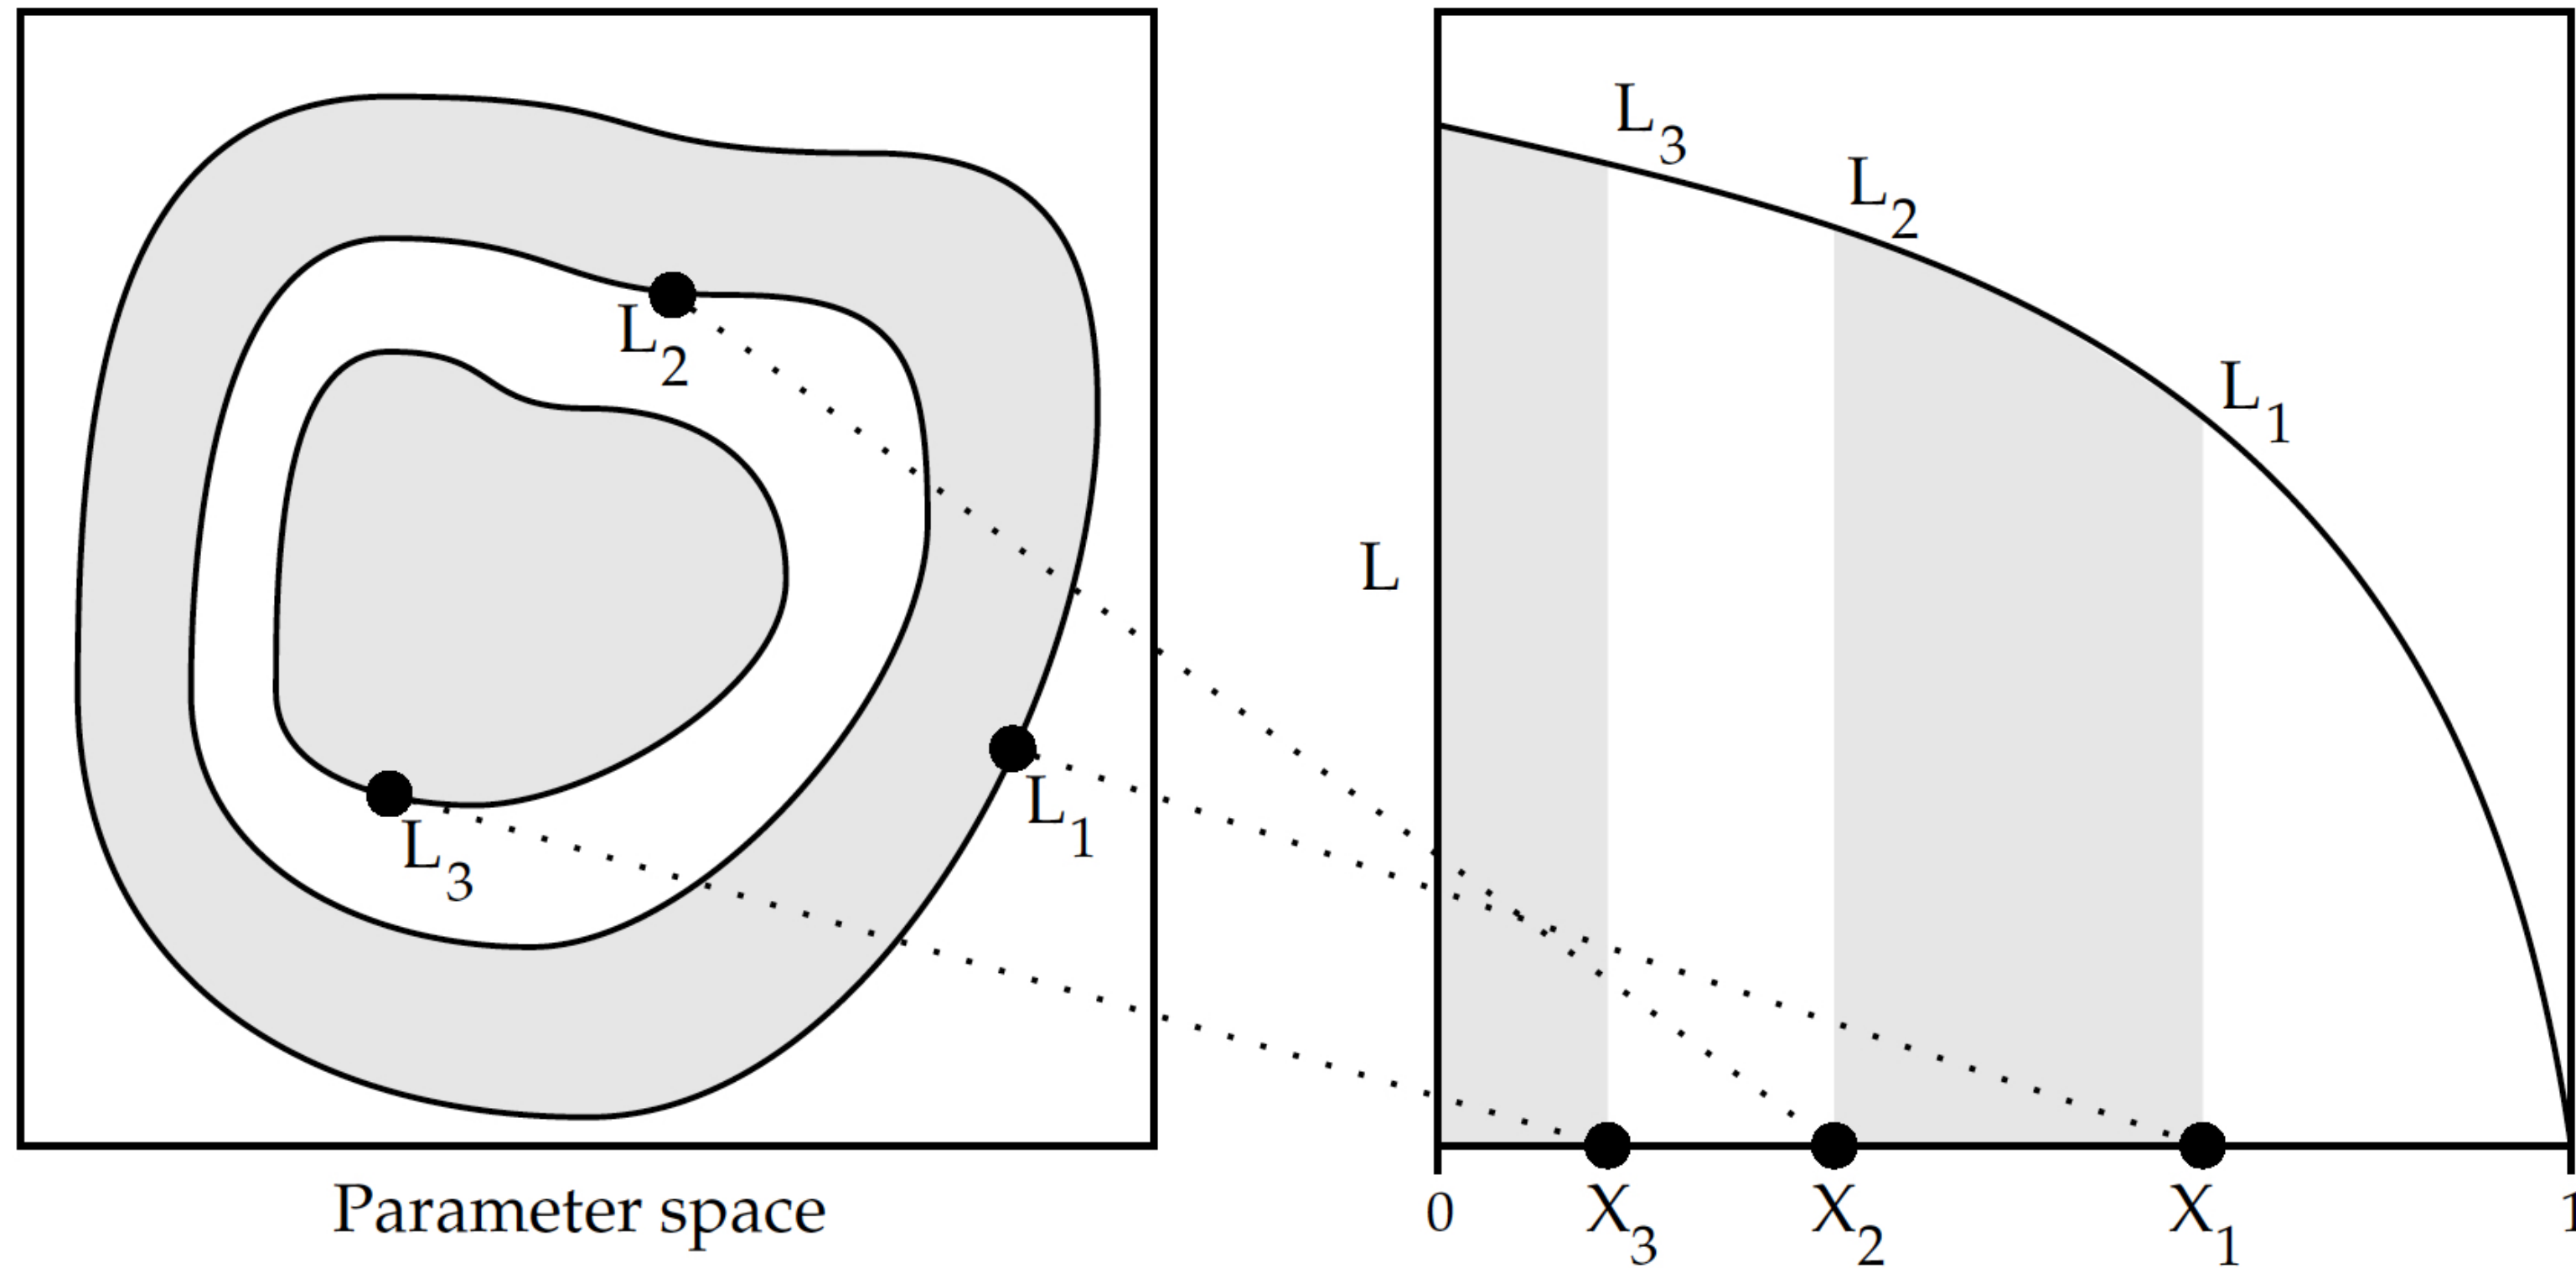 L₂
L₁
L₃
Parameter space
L₃
L₂
L₁
L
0 X₃ X₂ X₁ 1